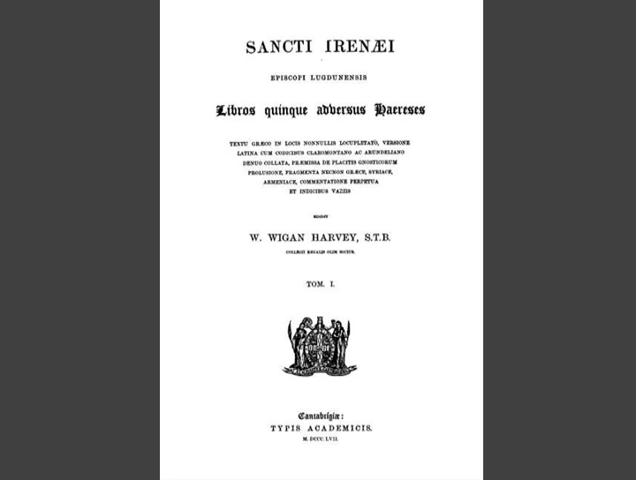 SANCTI IRENÆI
EPISCOPI LUGDUNENSIS
Libros quinque adversus Haereses
TEXTU GRÆCO IN LOCIS NONNULLIS LOCUPLETATO, VERSIONE
LATINA CUM CODICIBUS CLAROMONTANO AC ARUNDELIANO
DENUO COLLATA, PRÆMISSA DE PLACITIS GNOSTICORUM
PROLUSIONE, FRAGMENTA NECNON GRÆCE, SYRIACE,
ARMENIACE, COMMENTATIONE PERPETUA
ET INDICIBUS VARIIS
EDIDIT
W. WIGAN HARVEY, S.T.B.
COLLEGII REGALIS OLIM SOCIUS.
TOM. I.
Cantabrigiæ:
TYPIS ACADEMICIS.
M. DCCC. LVII.